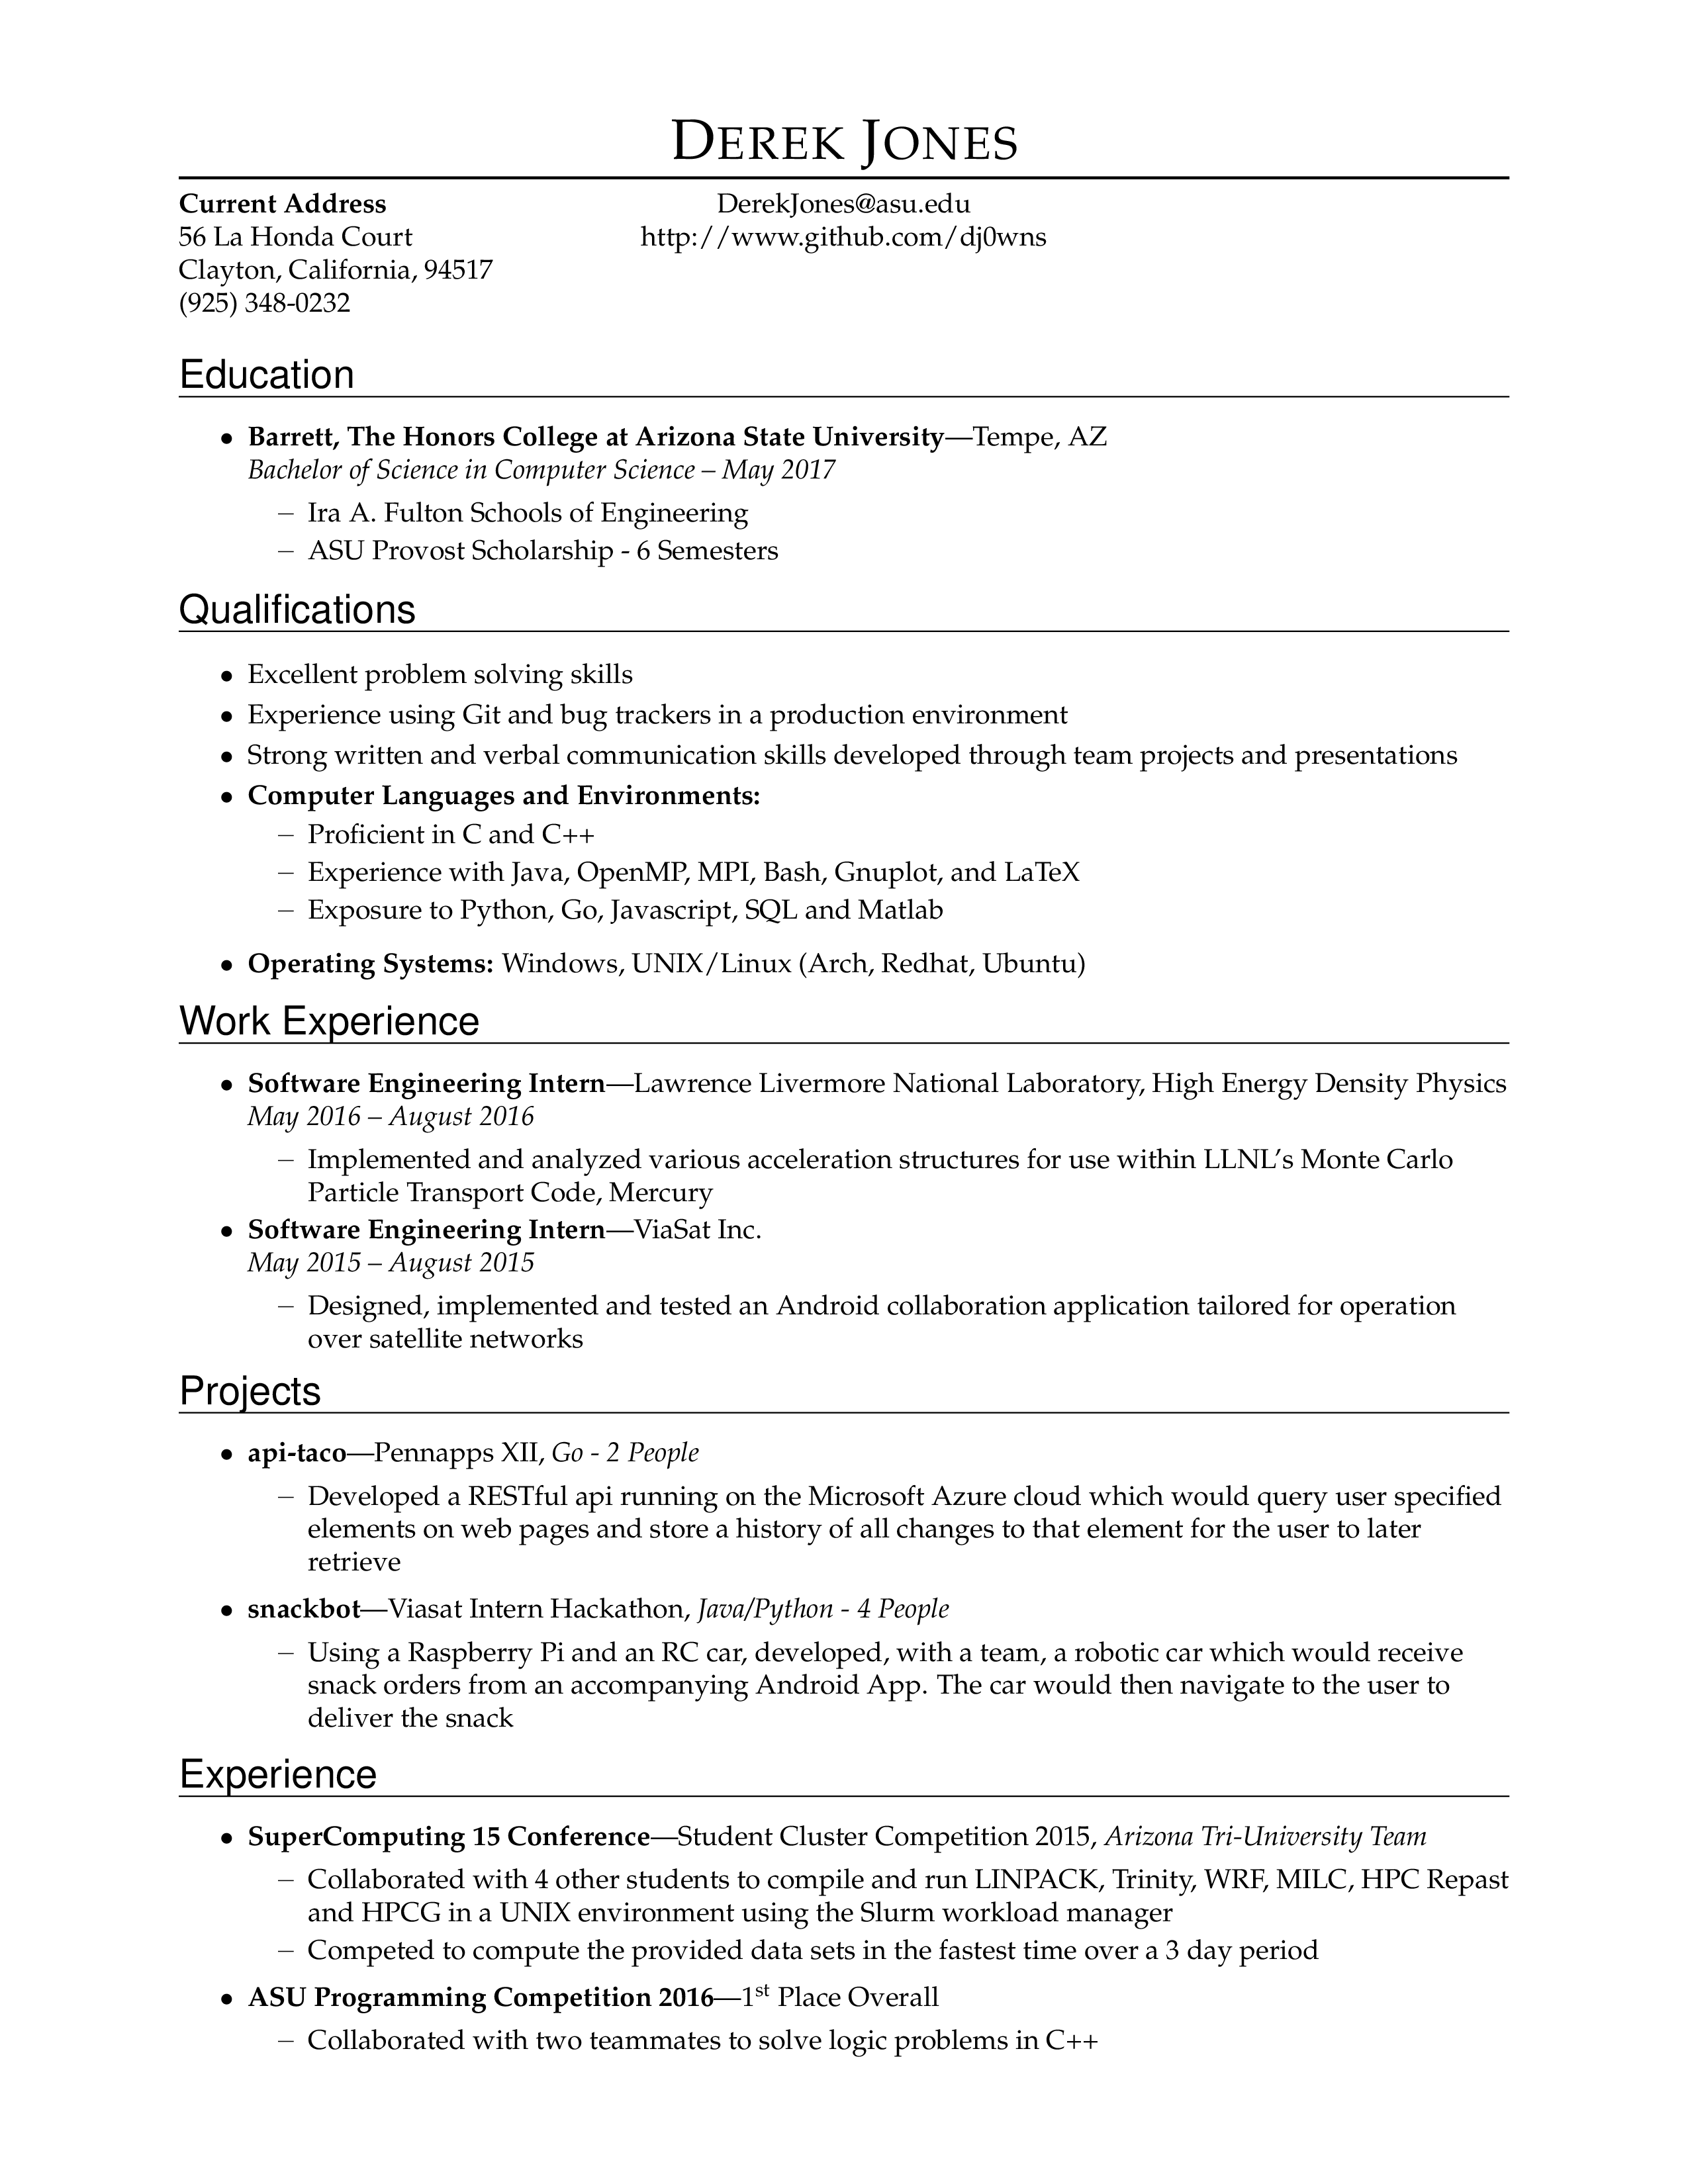 DEREK JONES
Current Address
DerekJones@asu.edu
56 La Honda Court
http://www.github.com/dj0wns
Clayton, California, 94517
(925) 348-0232
Education
• Barrett, The Honors College at Arizona State University—Tempe, AZ
Bachelor of Science in Computer Science – May 2017
– Ira A. Fulton Schools of Engineering
– ASU Provost Scholarship - 6 Semesters
Qualifications
• Excellent problem solving skills
• Experience using Git and bug trackers in a production environment
• Strong written and verbal communication skills developed through team projects and presentations
• Computer Languages and Environments:
– Proficient in C and C++
– Experience with Java, OpenMP, MPI, Bash, Gnuplot, and LaTeX
– Exposure to Python, Go, Javascript, SQL and Matlab
• Operating Systems: Windows, UNIX/Linux (Arch, Redhat, Ubuntu)
Work Experience
• Software Engineering Intern—Lawrence Livermore National Laboratory, High Energy Density Physics
May 2016 – August 2016
– Implemented and analyzed various acceleration structures for use within LLNL's Monte Carlo
Particle Transport Code, Mercury
• Software Engineering Intern—ViaSat Inc.
May 2015 – August 2015
– Designed, implemented and tested an Android collaboration application tailored for operation
over satellite networks
Projects
• api-taco—Pennapps XII, Go - 2 People
– Developed a RESTful api running on the Microsoft Azure cloud which would query user specified
elements on web pages and store a history of all changes to that element for the user to later
retrieve
• snackbot—Viasat Intern Hackathon, Java/Python - 4 People
– Using a Raspberry Pi and an RC car, developed, with a team, a robotic car which would receive
snack orders from an accompanying Android App. The car would then navigate to the user to
deliver the snack
Experience
• SuperComputing 15 Conference—Student Cluster Competition 2015, Arizona Tri-University Team
– Collaborated with 4 other students to compile and run LINPACK, Trinity, WRF, MILC, HPC Repast
and HPCG in a UNIX environment using the Slurm workload manager
– Competed to compute the provided data sets in the fastest time over a 3 day period
• ASU Programming Competition 2016—1st Place Overall
– Collaborated with two teammates to solve logic problems in C++